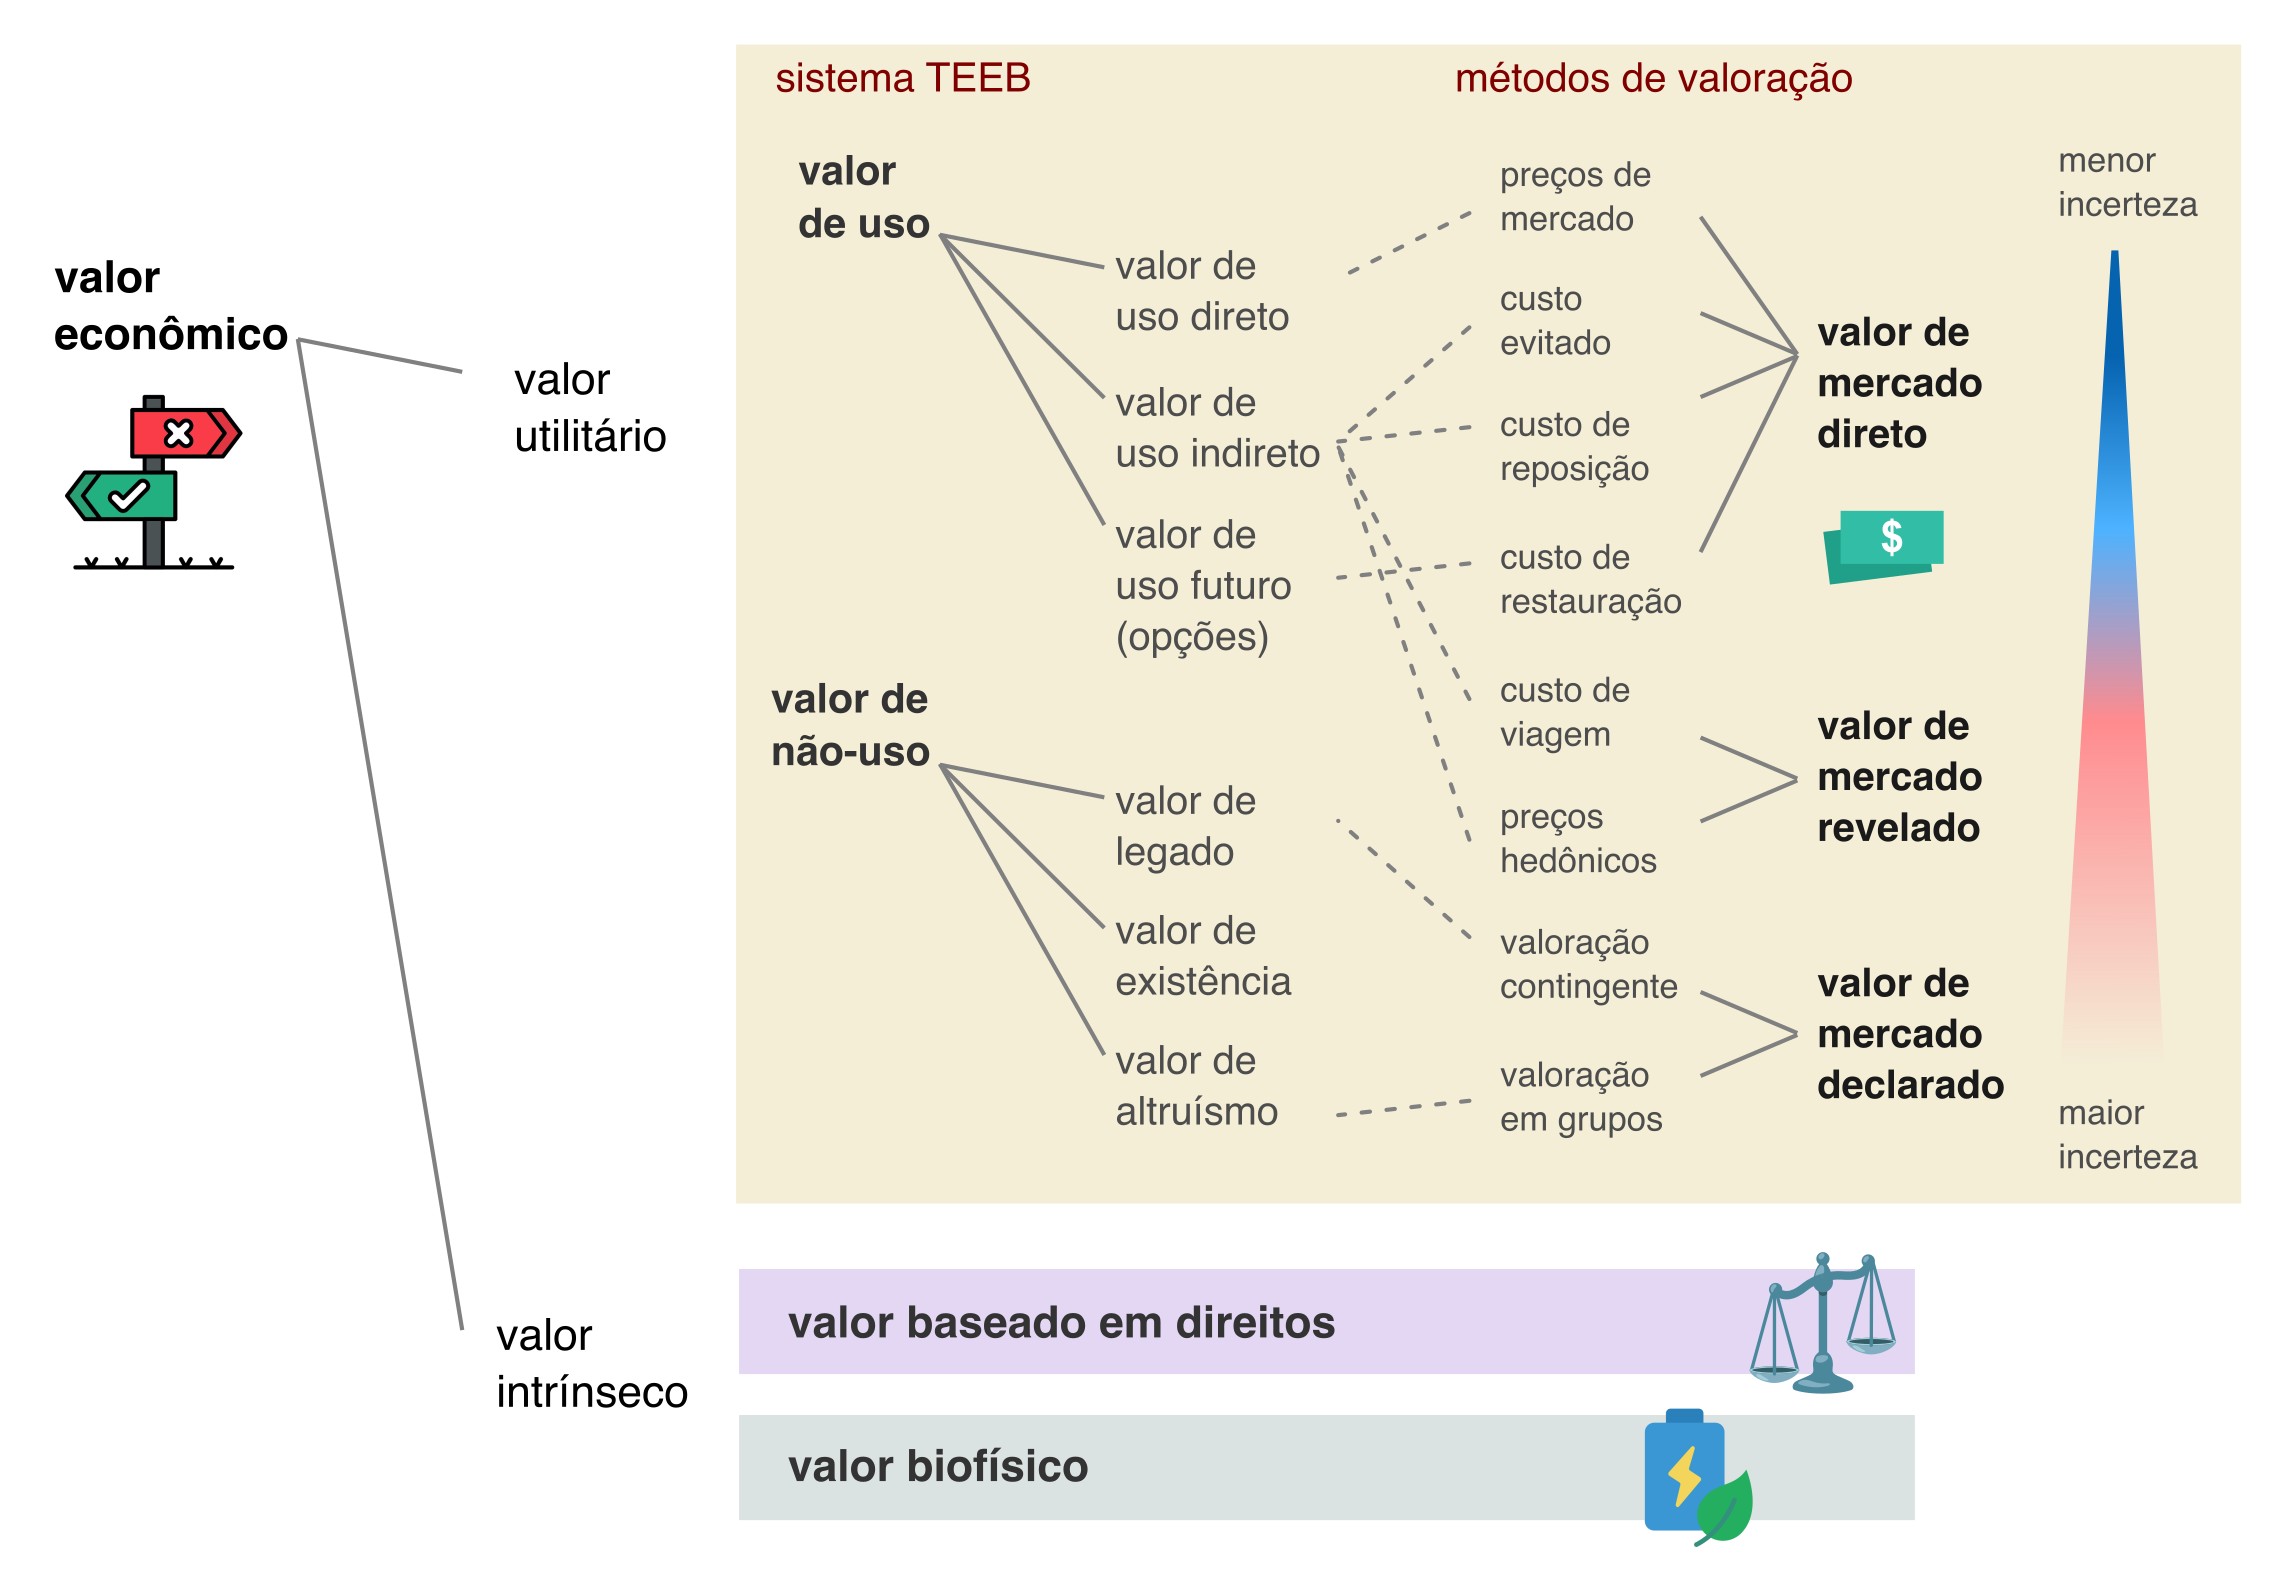 sistema TEEB
métodos de valoração
valor
econômico
valor
utilitário
valor
intrínseco
valor
de uso
valor de
uso direto
valor de
uso indireto
valor de
uso futuro
(opções)
valor de
não-uso
valor de
legado
valor de
existência
valor de
altruísmo
preços de
mercado
custo
evitado
custo de
reposição
custo de
restauração
custo de
viagem
preços
hedônicos
valoração
contingente
valoração
em grupos
valor de
mercado
direto
$
valor de
mercado
revelado
valor de
mercado
declarado
menor
incerteza
maior
incerteza
valor baseado em direitos
valor biofísico